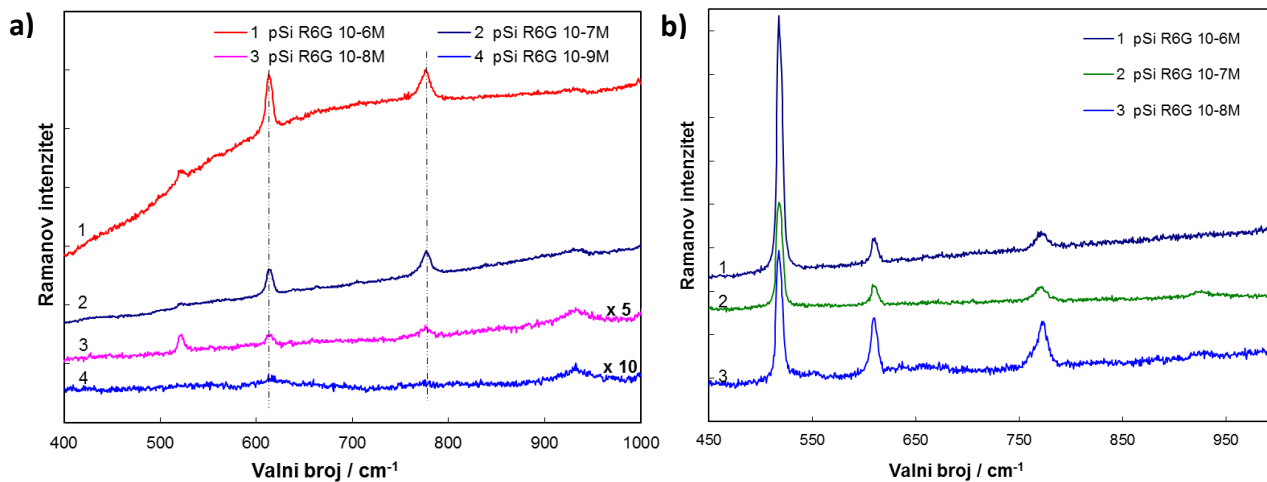 a)
1 pSi R6G 10-6M
2 pSi R6G 10-7M
3 pSi R6G 10-8M
4 pSi R6G 10-9M
Ramanov intenzitet
1
2
3
4
x 5
x 10
400 500 600 700 800 900 1000
Valni broj / cm⁻¹
b)
1 pSi R6G 10-6M
2 pSi R6G 10-7M
3 pSi R6G 10-8M
Ramanov intenzitet
1
2
3
450 550 650 750 850 950
Valni broj / cm⁻¹